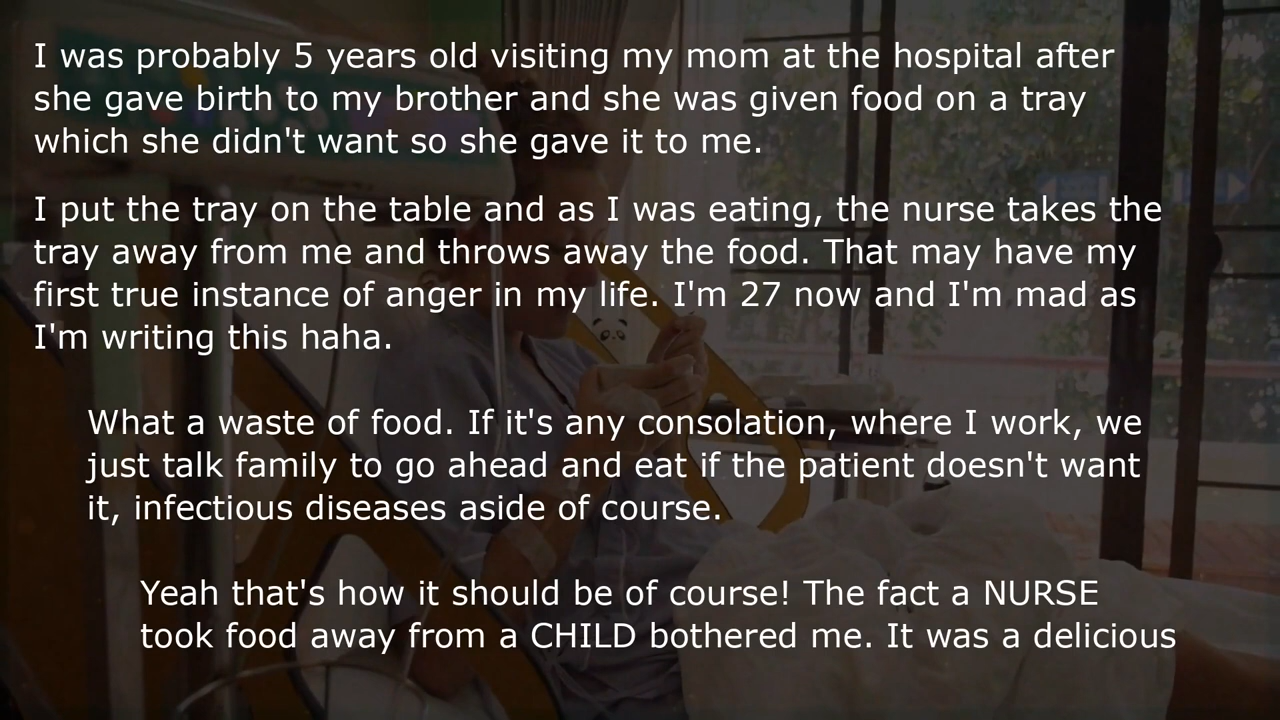 I was probably 5 years old visiting my mom at the hospital after
she gave birth to my brother and she was given food on a tray
which she didn't want so she gave it to me.
I put the tray on the table and as I was eating, the nurse takes the
tray away from me and throws away the food. That may have my
first true instance of anger in my life. I'm 27 now and I'm mad as
I'm writing this haha.
What a waste of food. If it's any consolation, where I work, we
just talk family to go ahead and eat if the patient doesn't want
it, infectious diseases aside of course.
Yeah that's how it should be of course! The fact a NURSE
took food away from a CHILD bothered me. It was a delicious